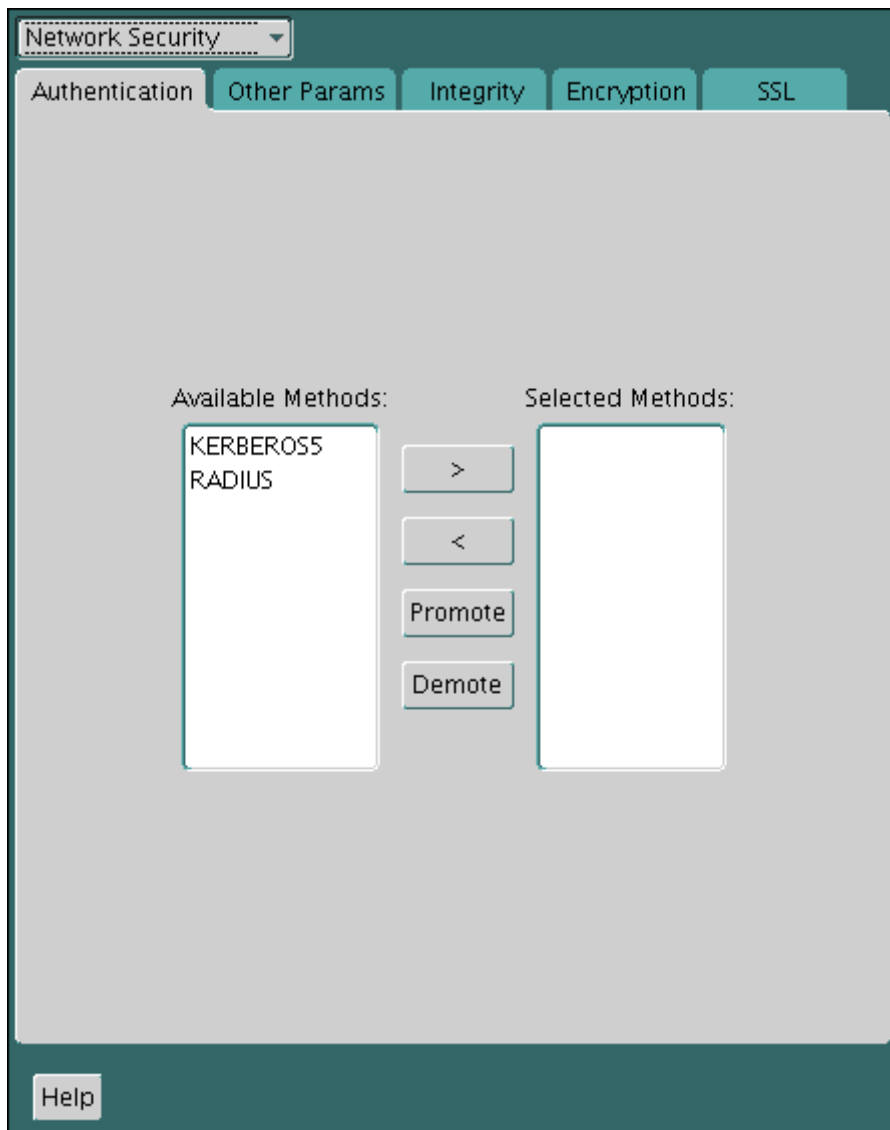 Network Security
Authentication Other Params Integrity Encryption SSL
Available Methods: Selected Methods:
KERBEROS5
RADIUS
>
<
Promote
Demote
Help